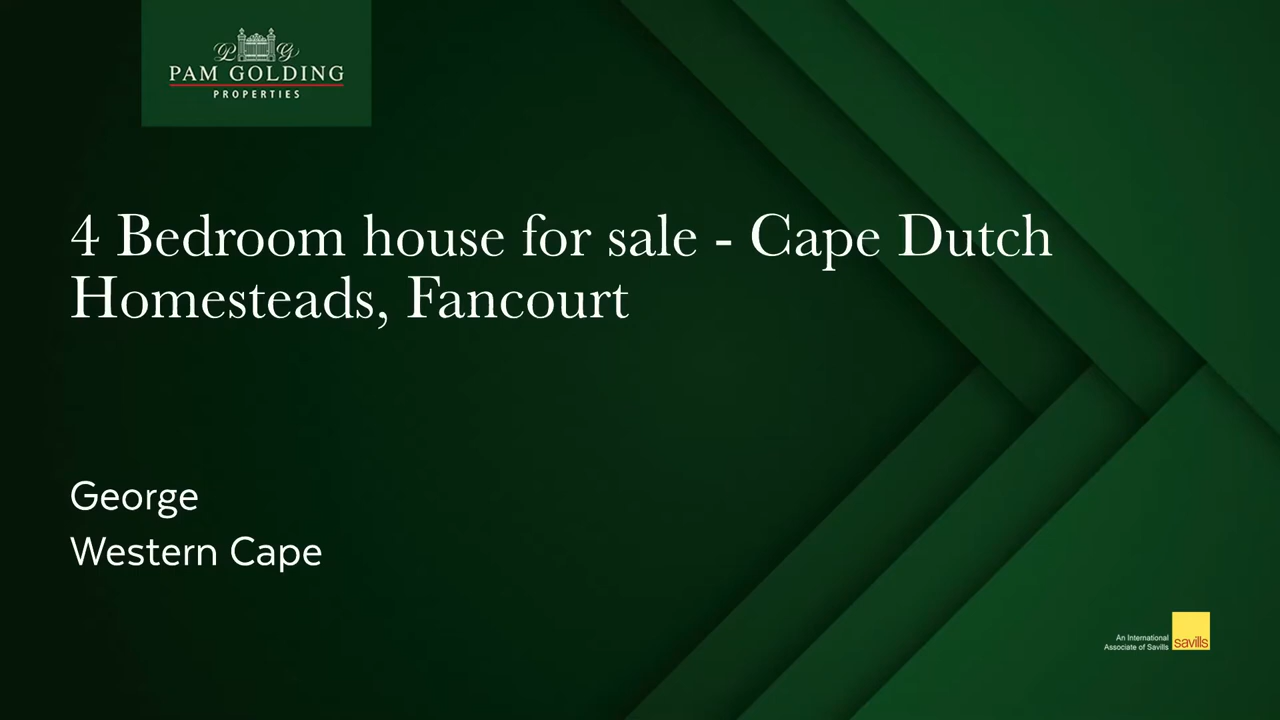 PG
PAM GOLDING
PROPERTIES
4 Bedroom house for sale - Cape Dutch
Homesteads, Fancourt
George
Western Cape
An International
Associate of Savills
savills